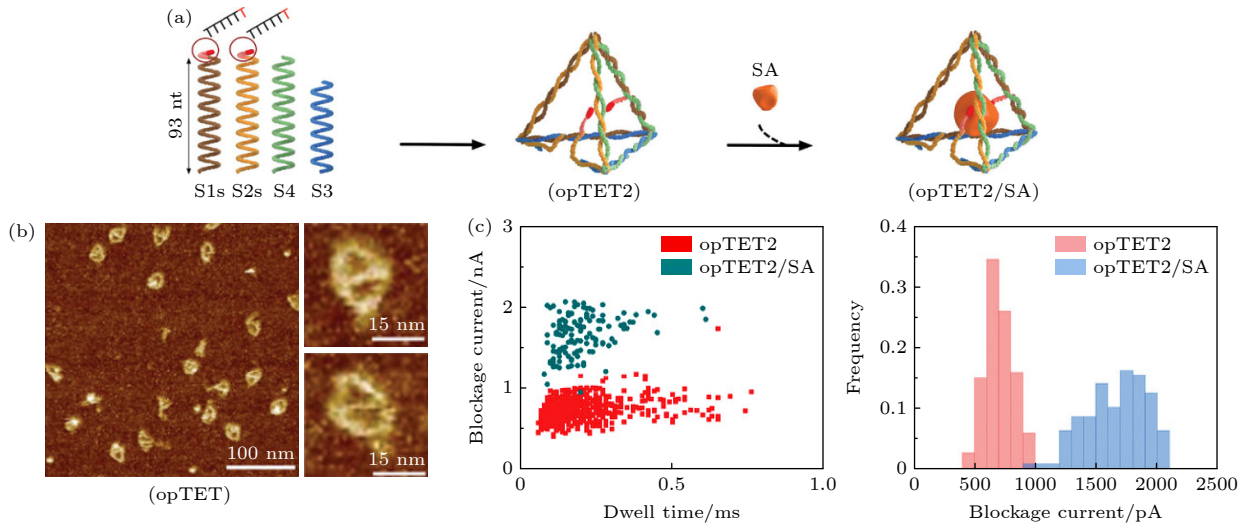 (a)
93 nt
S1s S2s S4 S3
(opTET2)
SA
(opTET2/SA)
(b)
100 nm
15 nm
15 nm
(opTET)
(c)
Blockage current/nA
3
2
1
0
opTET2
opTET2/SA
0 0.5 1.0
Dwell time/ms
Frequency
0.4
0.3
0.2
0.1
0
opTET2
opTET2/SA
0 500 1000 1500 2000 2500
Blockage current/pA